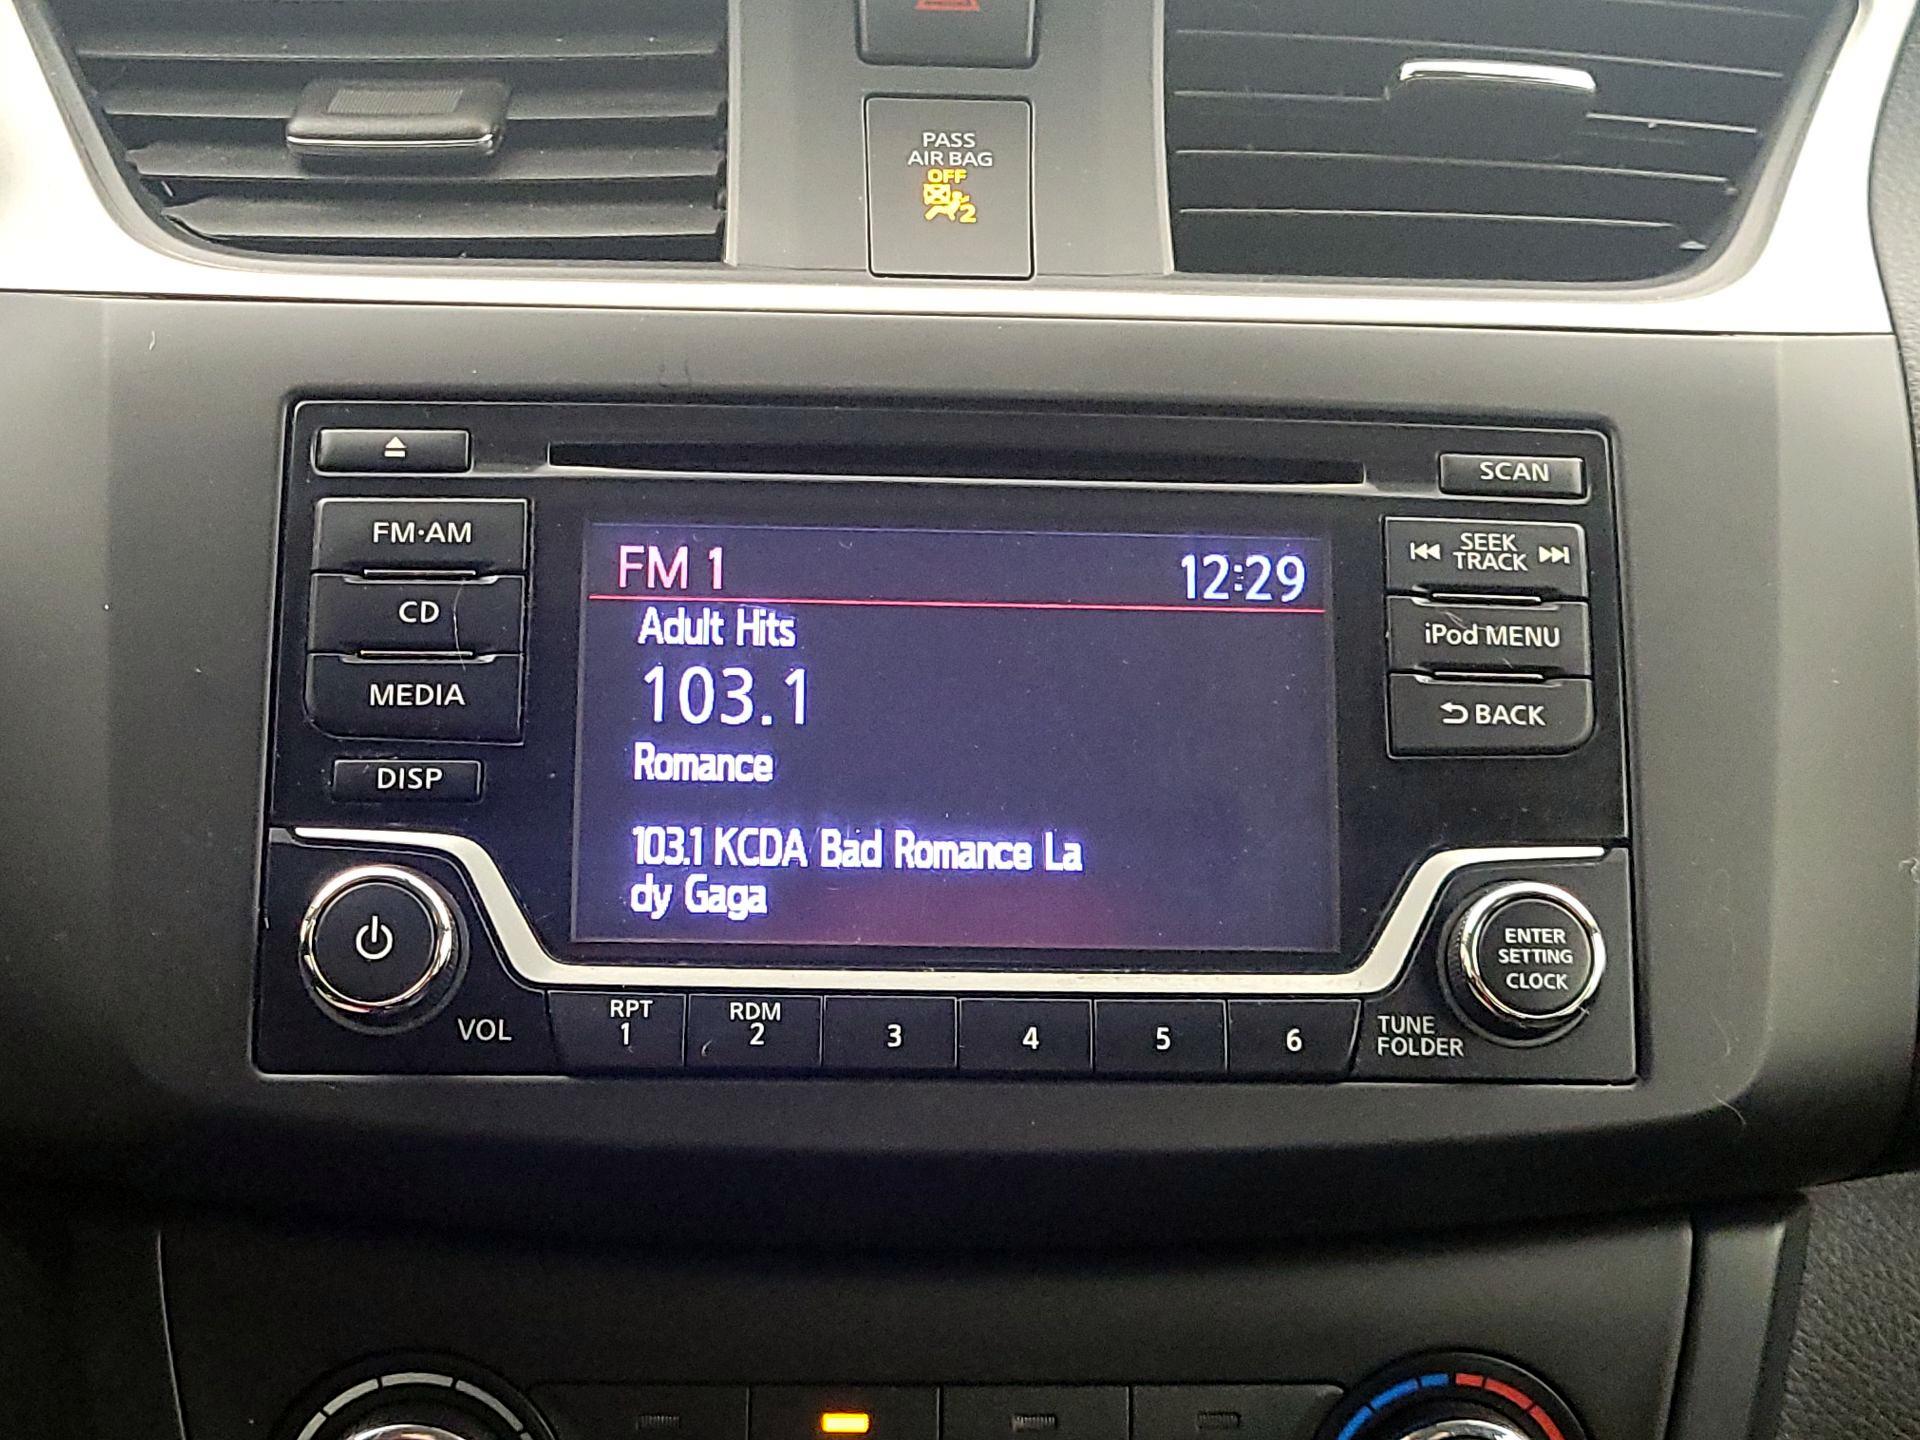 PASS
AIR BAG
OFF
2
SCAN
FM·AM
SEEK
TRACK
CD
iPod MENU
MEDIA
BACK
DISP
FM 1 12:29
Adult Hits
103.1
Romance
103.1 KCDA Bad Romance La
dy Gaga
VOL
RPT
1
RDM
2
3
4
5
6
TUNE
FOLDER
ENTER
SETTING
CLOCK